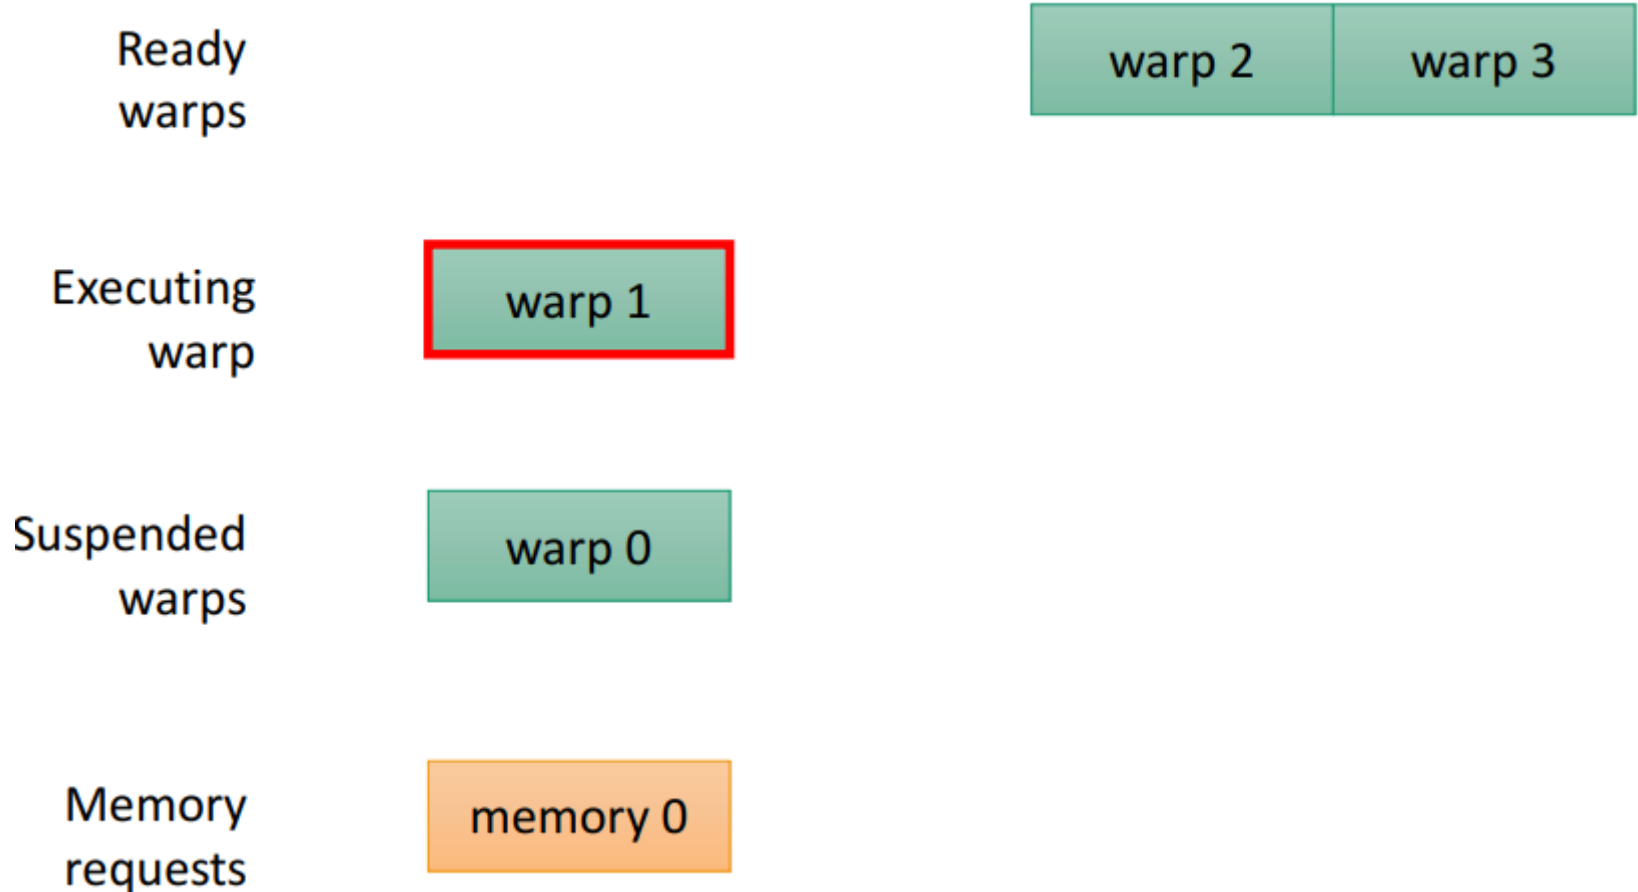 Ready
warps
warp 2
warp 3
Executing
warp
warp 1
Suspended
warps
warp 0
Memory
requests
memory 0